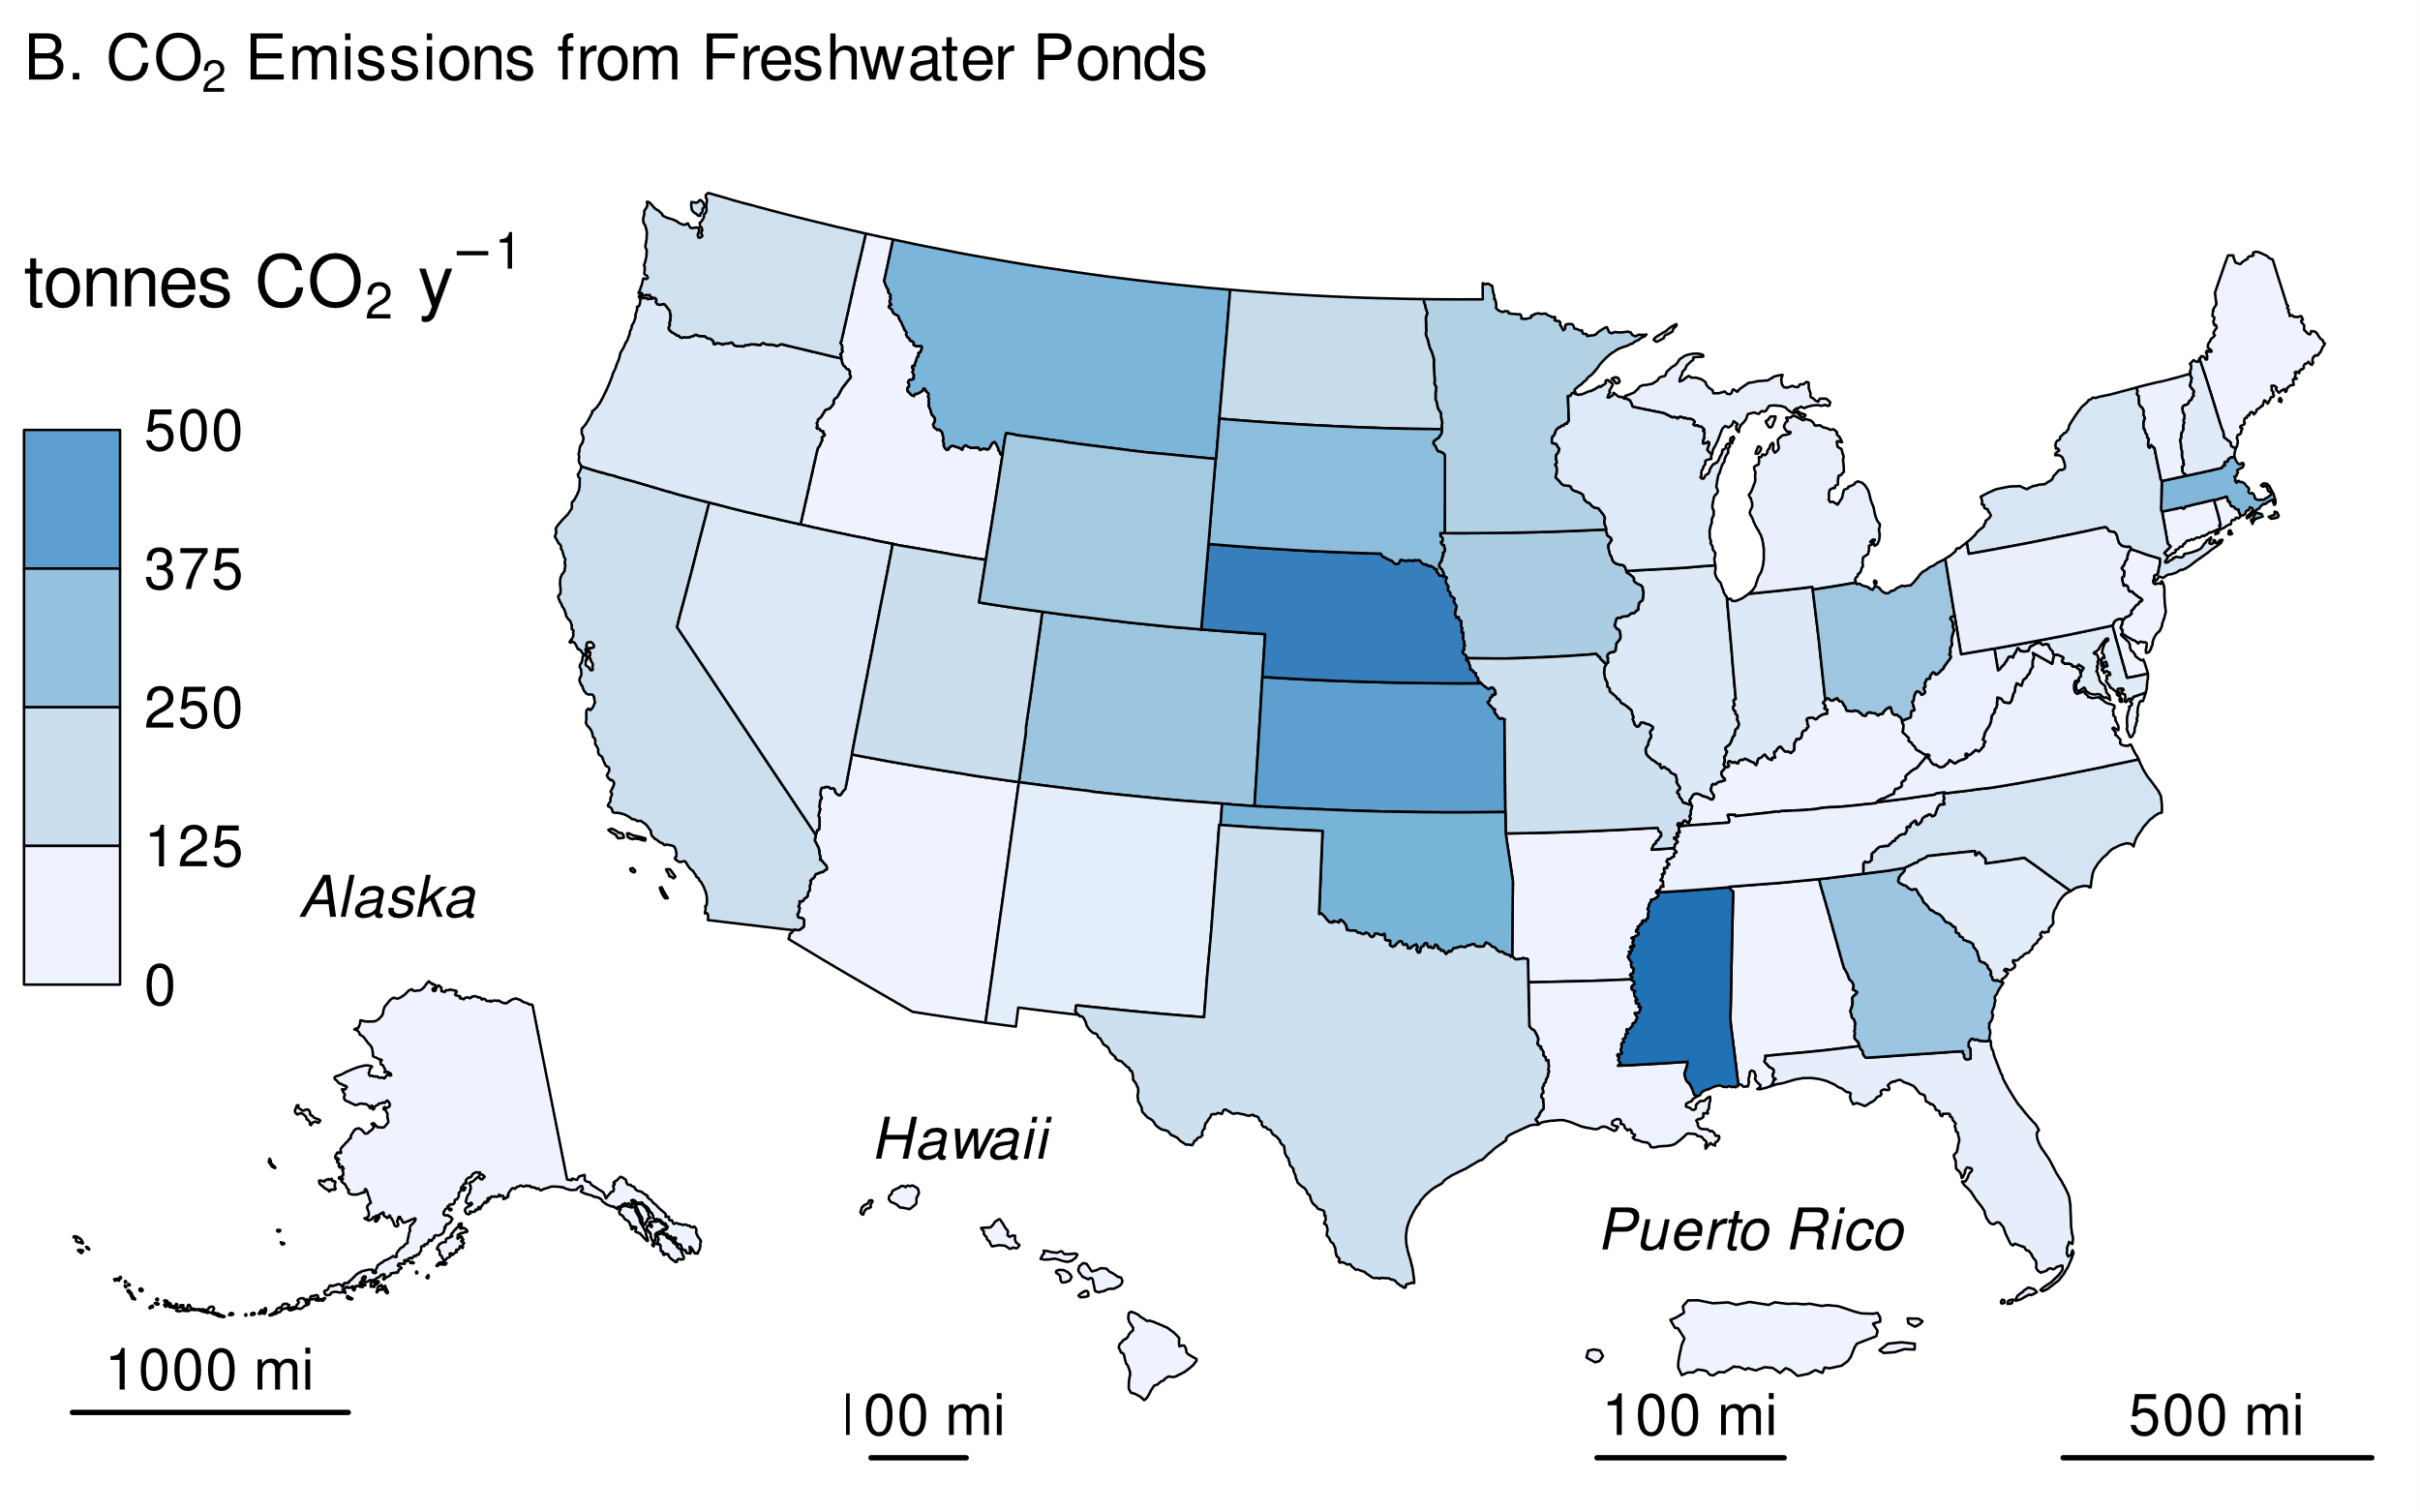 B. CO₂ Emissions from Freshwater Ponds
tonnes CO₂ y⁻¹
500
375
250
125
0
Alaska
1000 mi
Hawaii
00 mi
Puerto Rico
100 mi
500 mi